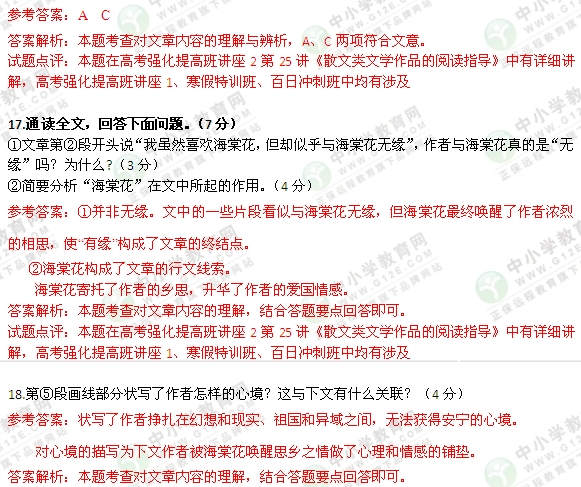 参考答案：A　C
答案解析：本题考查对文章内容的理解与辨析，A、C 两项符合文意。
试题点评：本题在高考强化提高班讲座 2 第 25 讲《散文类文学作品的阅读指导》中有详细讲
解，高考强化提高班讲座 1、寒假特训班、百日冲刺班中均有涉及
17.通读全文，回答下面问题。（7 分）
①文章第②段开头说“我虽然喜欢海棠花，但却似乎与海棠花无缘”，作者与海棠花真的是“无
缘”吗？为什么？（3 分）
②简要分析“海棠花”在文中所起的作用。（4 分）
参考答案：①并非无缘。文中的一些片段看似与海棠花无缘，但海棠花最终唤醒了作者浓烈
的相思，使“有缘”构成了文章的终结点。
②海棠花构成了文章的行文线索。
海棠花寄托了作者的乡思，升华了作者的爱国情感。
答案解析：本题考查对文章内容的理解，结合答题要点回答即可。
试题点评：本题在高考强化提高班讲座 2 第 25 讲《散文类文学作品的阅读指导》中有详细讲
解，高考强化提高班讲座 1、寒假特训班、百日冲刺班中均有涉及
18.第⑤段画线部分状写了作者怎样的心境？这与下文有什么关联？（4 分）
参考答案：状写了作者挣扎在幻想和现实、祖国和异域之间，无法获得安宁的心境。
对心境的描写为下文作者被海棠花唤醒思乡之情做了心理和情感的铺垫。
答案解析：本题考查对文章内容的理解，结合答题要点回答即可。